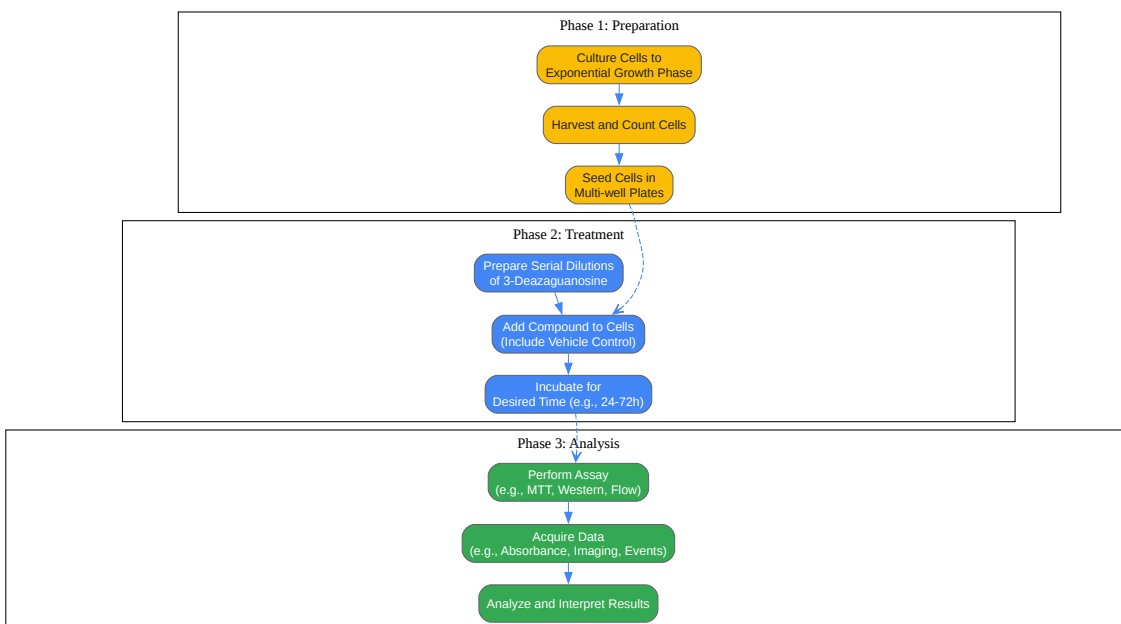 Phase 1: Preparation
Culture Cells to
Exponential Growth Phase
Harvest and Count Cells
Seed Cells in
Multi-well Plates
Phase 2: Treatment
Prepare Serial Dilutions
of 3-Deazaguanosine
Add Compound to Cells
(Include Vehicle Control)
Incubate for
Desired Time (e.g., 24-72h)
Phase 3: Analysis
Perform Assay
(e.g., MTT, Western, Flow)
Acquire Data
(e.g., Absorbance, Imaging, Events)
Analyze and Interpret Results